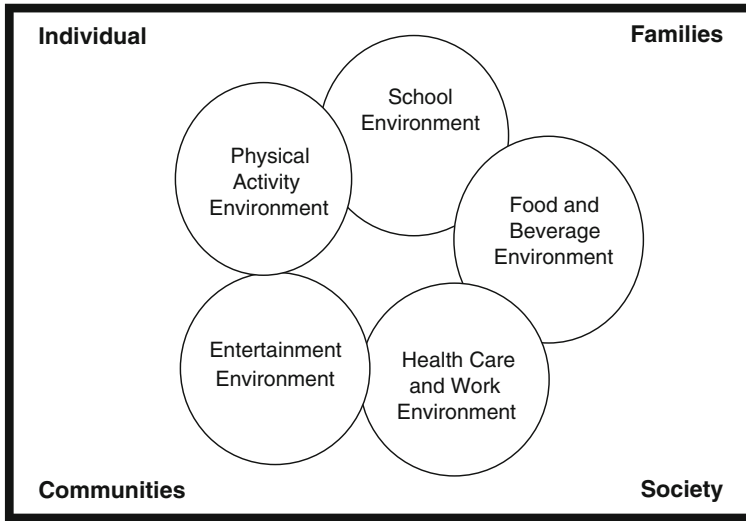 Individual
Families
School
Environment
Physical
Activity
Environment
Food and
Beverage
Environment
Entertainment
Environment
Health Care
and Work
Environment
Communities
Society